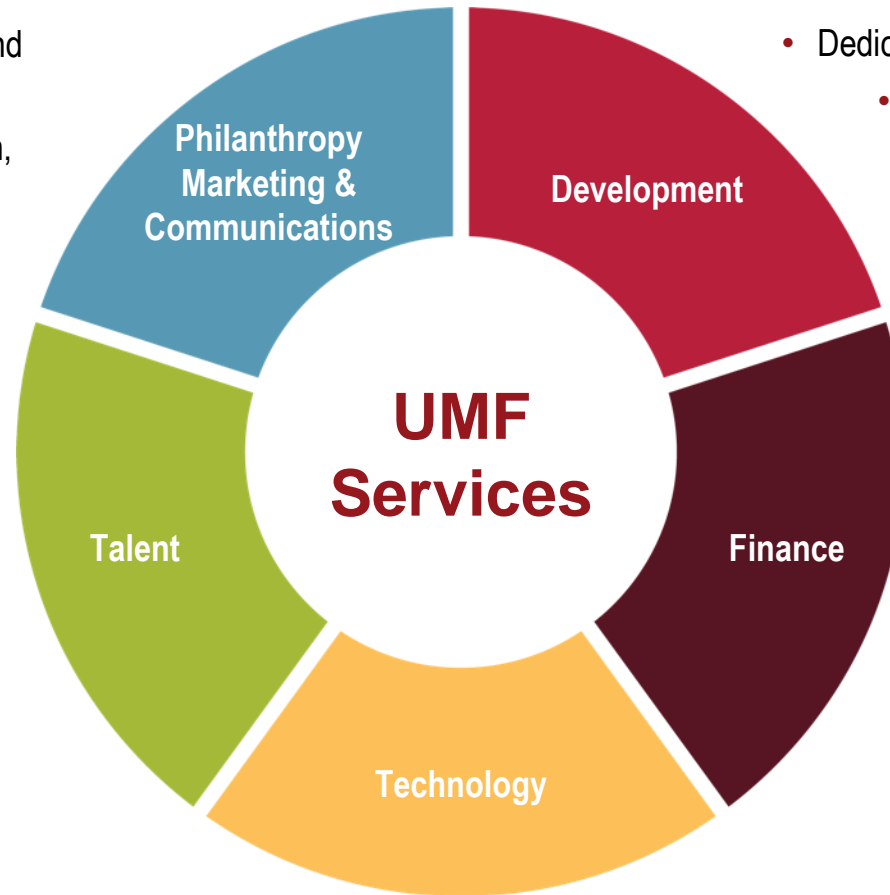 Philanthropy
Marketing &
Communications
Development
UMF
Services
Talent
Finance
Technology